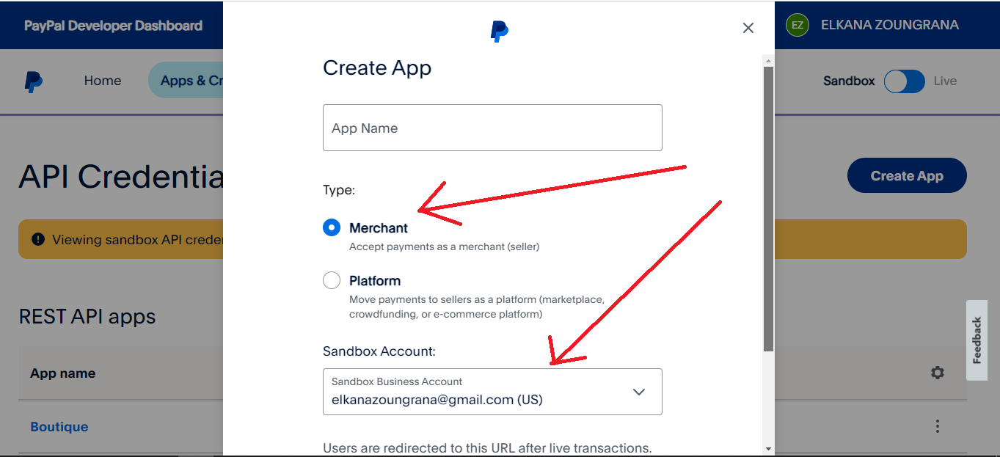 PayPal Developer Dashboard
EZ ELKANA ZOUNGRANA
Home
Apps & Cr
Sandbox
Live
API Credentia
Create App
Viewing sandbox API creder
REST API apps
App name
Boutique
Create App
App Name
Type:
Merchant
Accept payments as a merchant (seller)
Platform
Move payments to sellers as a platform (marketplace,
crowdfunding, or e-commerce platform)
Sandbox Account:
Sandbox Business Account
elkanazoungrana@gmail.com (US)
Users are redirected to this URL after live transactions.
Feedback